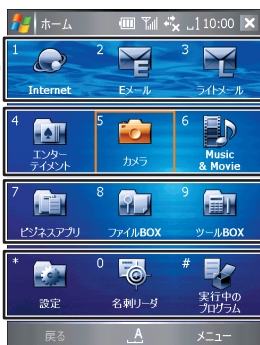 ホーム 10:00
1 2 3
Internet Eメール ライトメール
4 5 6
エンター
テイメント カメラ Music
& Movie
7 8 9
ビジネスアプリ ファイルBOX ツールBOX
* 0 #
設定 名刺リーダ 実行中の
プログラム
戻る A メニュー